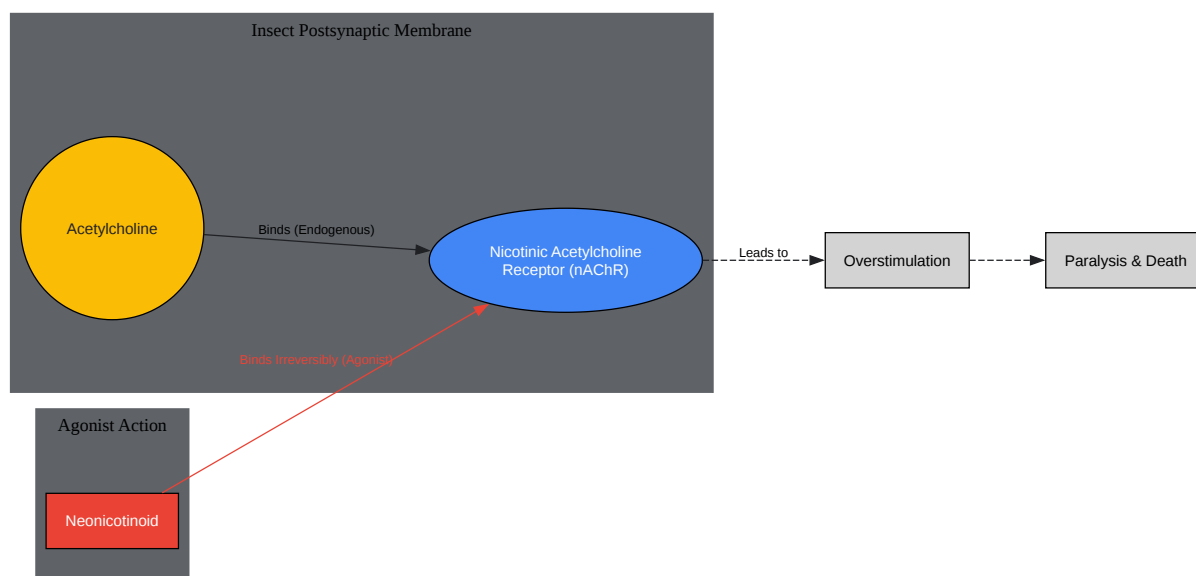 Insect Postsynaptic Membrane
Acetylcholine
Binds (Endogenous)
Nicotinic Acetylcholine
Receptor (nAChR)
Leads to
Overstimulation
Paralysis & Death
Binds Irreversibly (Agonist)
Agonist Action
Neonicotinoid